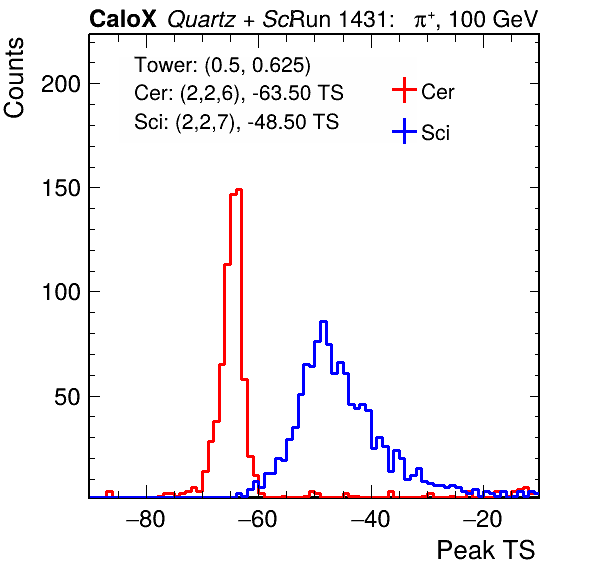 CaloX Quartz + ScRun 1431: π⁺, 100 GeV
Counts
Tower: (0.5, 0.625)
Cer: (2,2,6), -63.50 TS
Sci: (2,2,7), -48.50 TS
Cer
Sci
200
150
100
50
−80 −60 −40 −20
Peak TS